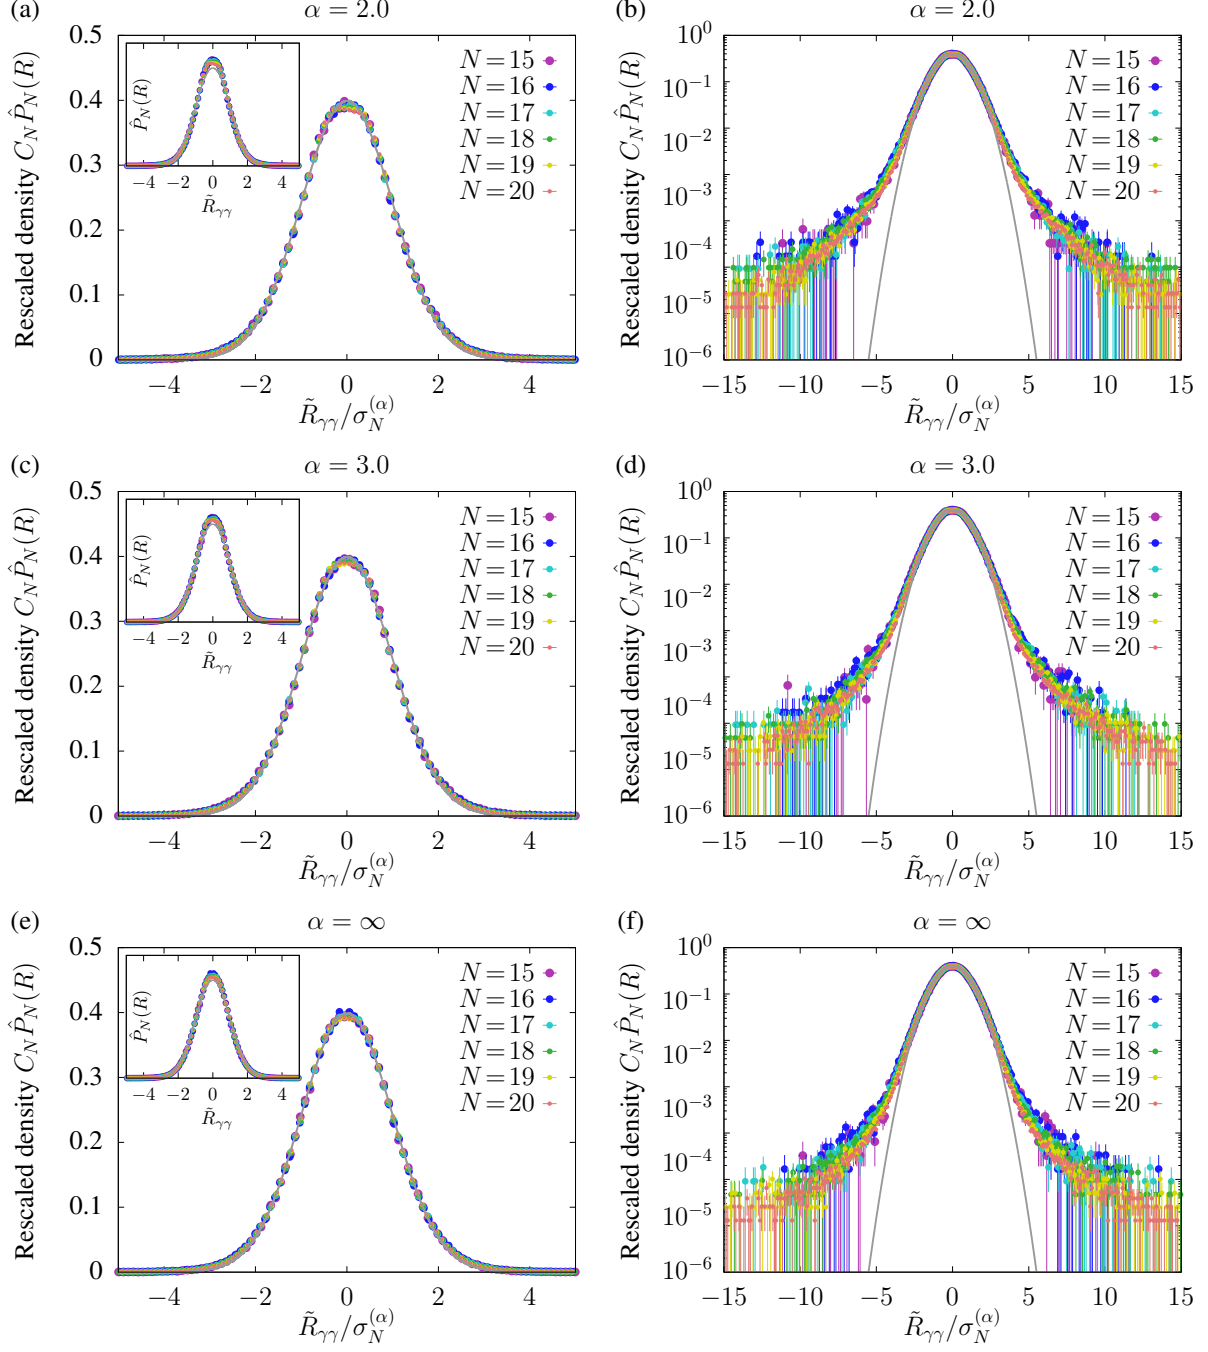 (a)
α = 2.0
Rescaled density C_N P̂_N(R)
0.5
0.4
0.3
0.2
0.1
0
−4 −2 0 2 4
R̃_γγ/σ_N^(α)
P̂_N(R)
−4 −2 0 2 4
R̃_γγ
N = 15
N = 16
N = 17
N = 18
N = 19
N = 20
(b)
α = 2.0
Rescaled density C_N P̂_N(R)
10^0
10^−1
10^−2
10^−3
10^−4
10^−5
10^−6
−15 −10 −5 0 5 10 15
R̃_γγ/σ_N^(α)
N = 15
N = 16
N = 17
N = 18
N = 19
N = 20
(c)
α = 3.0
Rescaled density C_N P̂_N(R)
0.5
0.4
0.3
0.2
0.1
0
−4 −2 0 2 4
R̃_γγ/σ_N^(α)
P̂_N(R)
−4 −2 0 2 4
R̃_γγ
N = 15
N = 16
N = 17
N = 18
N = 19
N = 20
(d)
α = 3.0
Rescaled density C_N P̂_N(R)
10^0
10^−1
10^−2
10^−3
10^−4
10^−5
10^−6
−15 −10 −5 0 5 10 15
R̃_γγ/σ_N^(α)
N = 15
N = 16
N = 17
N = 18
N = 19
N = 20
(e)
α = ∞
Rescaled density C_N P̂_N(R)
0.5
0.4
0.3
0.2
0.1
0
−4 −2 0 2 4
R̃_γγ/σ_N^(α)
P̂_N(R)
−4 −2 0 2 4
R̃_γγ
N = 15
N = 16
N = 17
N = 18
N = 19
N = 20
(f)
α = ∞
Rescaled density C_N P̂_N(R)
10^0
10^−1
10^−2
10^−3
10^−4
10^−5
10^−6
−15 −10 −5 0 5 10 15
R̃_γγ/σ_N^(α)
N = 15
N = 16
N = 17
N = 18
N = 19
N = 20